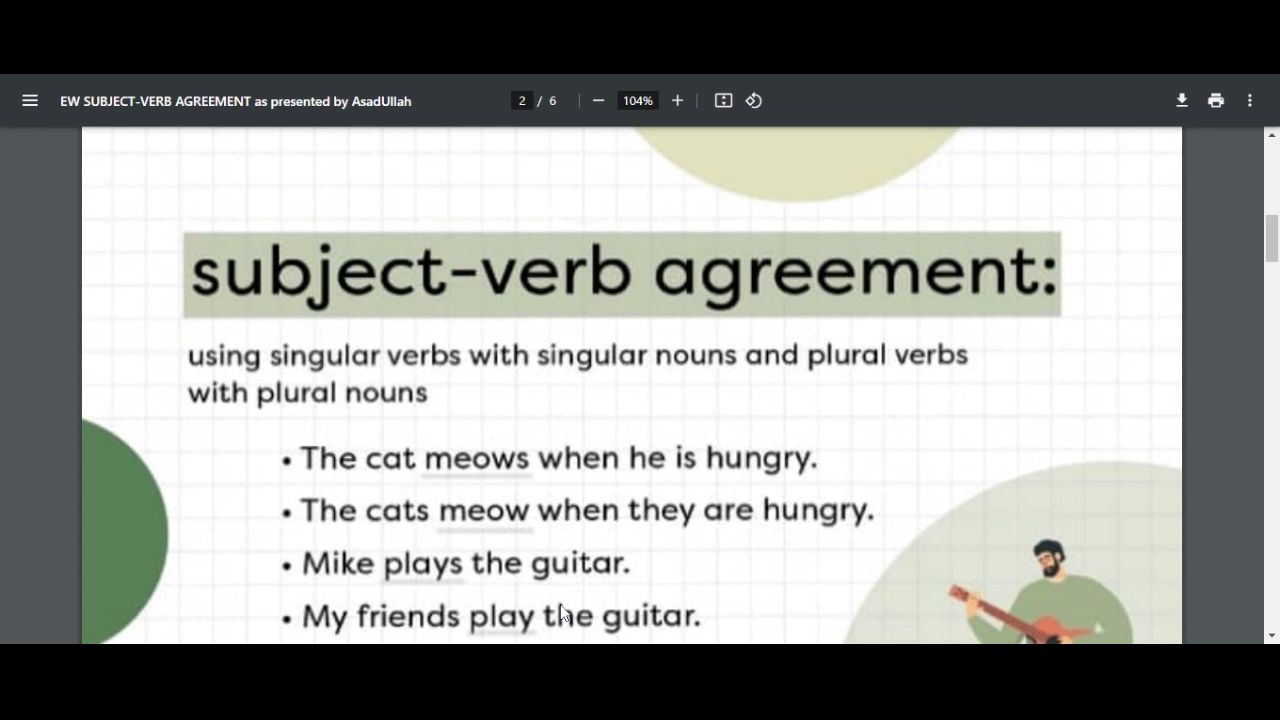 EW SUBJECT-VERB AGREEMENT as presented by AsadUllah
2 / 6
104%
subject-verb agreement:
using singular verbs with singular nouns and plural verbs
with plural nouns
• The cat meows when he is hungry.
• The cats meow when they are hungry.
• Mike plays the guitar.
• My friends play the guitar.